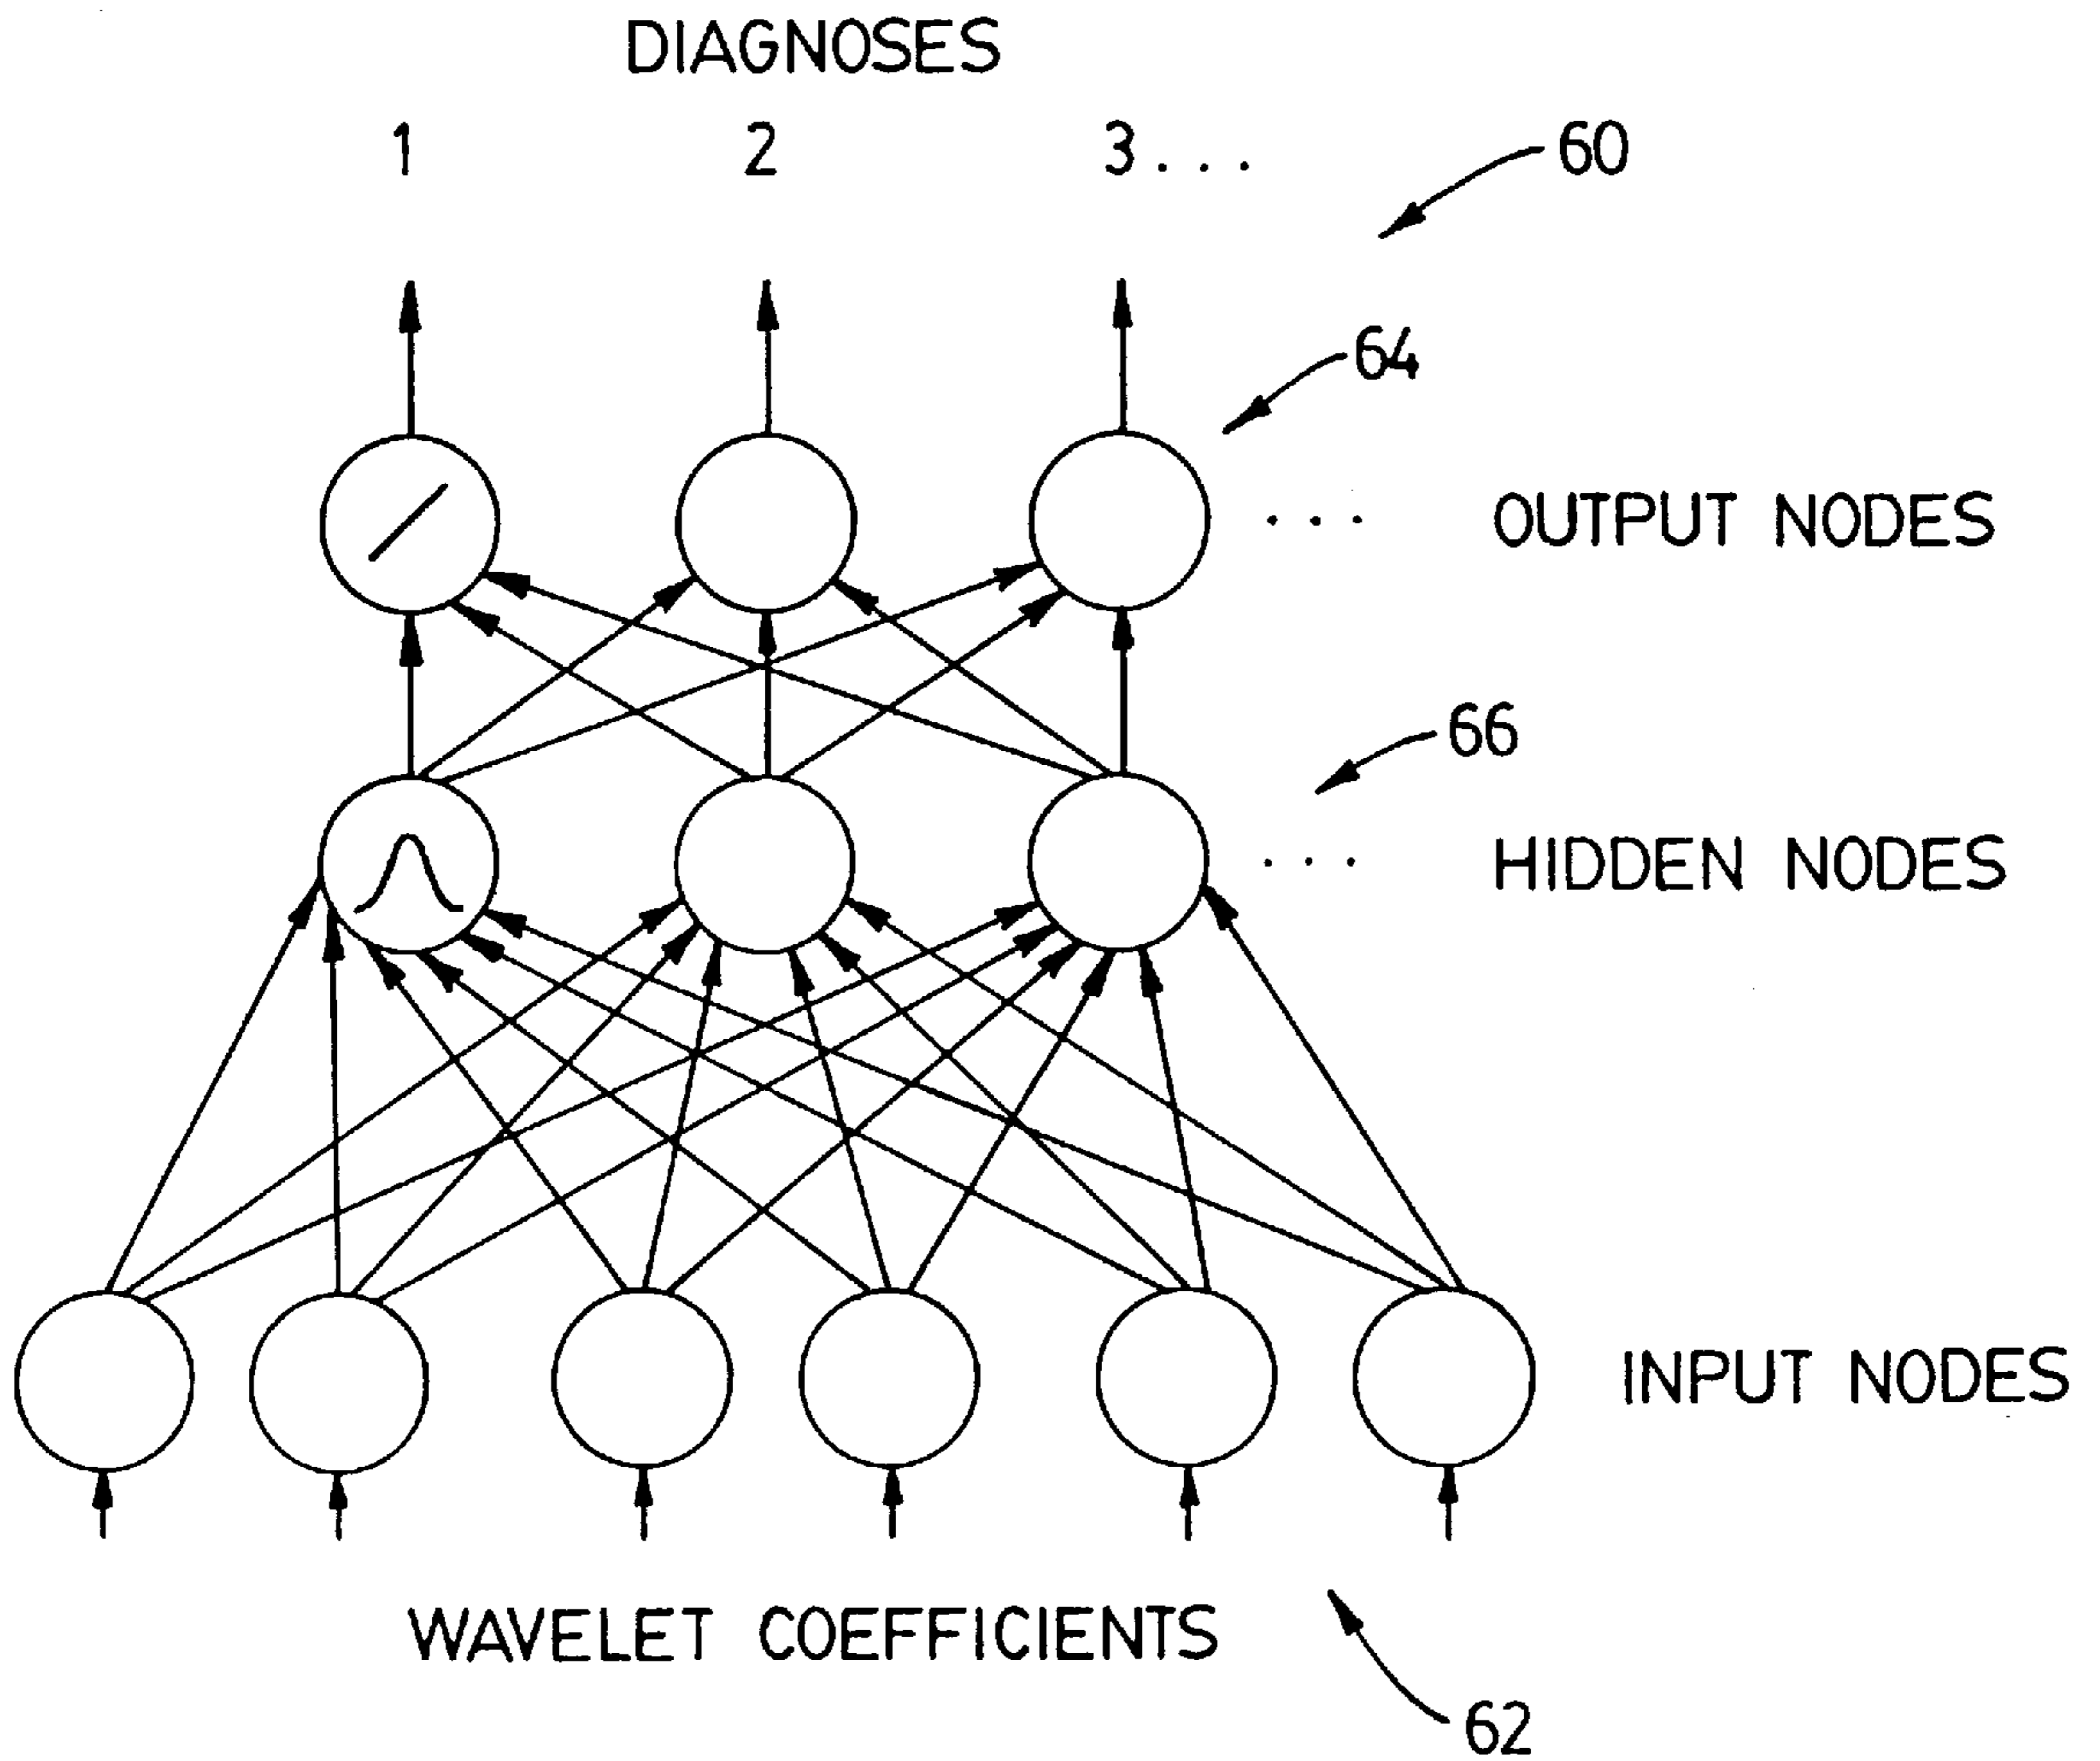 DIAGNOSES
1 2 3 . . .
60
64
. . . OUTPUT NODES
66
. . . HIDDEN NODES
INPUT NODES
WAVELET COEFFICIENTS
62